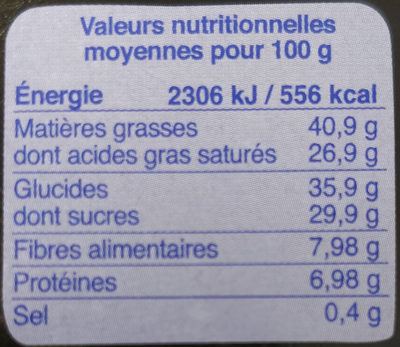 Valeurs nutritionnelles
moyennes pour 100 g
Énergie 2306 kJ / 556 kcal
Matières grasses 40,9 g
dont acides gras saturés 26,9 g
Glucides 35,9 g
dont sucres 29,9 g
Fibres alimentaires 7,98 g
Protéines 6,98 g
Sel 0,4 g